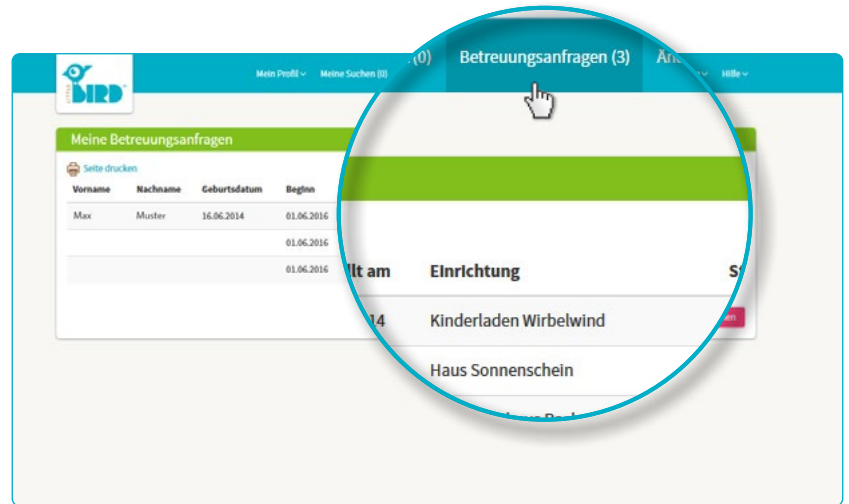 LITTLE BIRD
Mein Profil Meine Suchen (0) (0) Betreuungsanfragen (3) Hilfe
Meine Betreuungsanfragen
Seite drucken
Vorname Nachname Geburtsdatum Beginn
Max Muster 16.06.2014 01.06.2016
01.06.2016
01.06.2016
llt am Einrichtung
14 Kinderladen Wirbelwind
Haus Sonnenschein